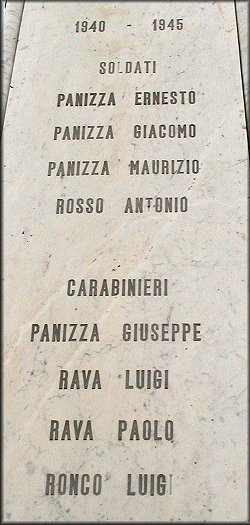 1940 - 1945
SOLDATI
PANIZZA ERNESTO
PANIZZA GIACOMO
PANIZZA MAURIZIO
ROSSO ANTONIO
CARABINIERI
PANIZZA GIUSEPPE
RAVA LUIGI
RAVA PAOLO
RONCO LUIGI